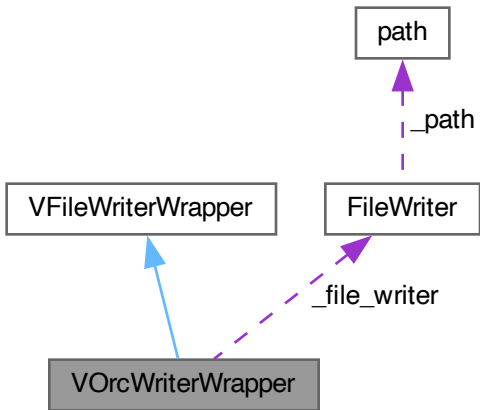 path
_path
VFileWriterWrapper
FileWriter
_file_writer
VOrcWriterWrapper